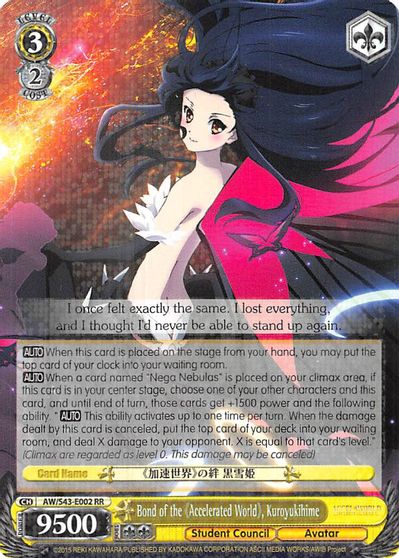 LEVEL
3
2
COST
I once felt exactly the same. I lost everything,
and I thought I'd never be able to stand up again.
AUTO When this card is placed on the stage from your hand, you may put the
top card of your clock into your waiting room.
AUTO When a card named "Nega Nebulas" is placed on your climax area, if
this card is in your center stage, choose one of your other characters and this
card, and until end of turn, those cards get +1500 power and the following
ability. "AUTO This ability activates up to one time per turn. When the damage
dealt by this card is canceled, put the top card of your deck into your waiting
room, and deal X damage to your opponent. X is equal to that card's level."
(Climax are regarded as level 0. This damage may be canceled)
Card Name
《加速世界》の絆 黒雪姫
CH AW/S43-E002 RR
POWER
9500
SOUL
Bond of the 《Accelerated World》, Kuroyukihime
Student Council
Avatar
©2015 REKI KAWAHARA/PUBLISHED BY KADOKAWA CORPORATION ASCII MEDIA WORKS/AWIB Project